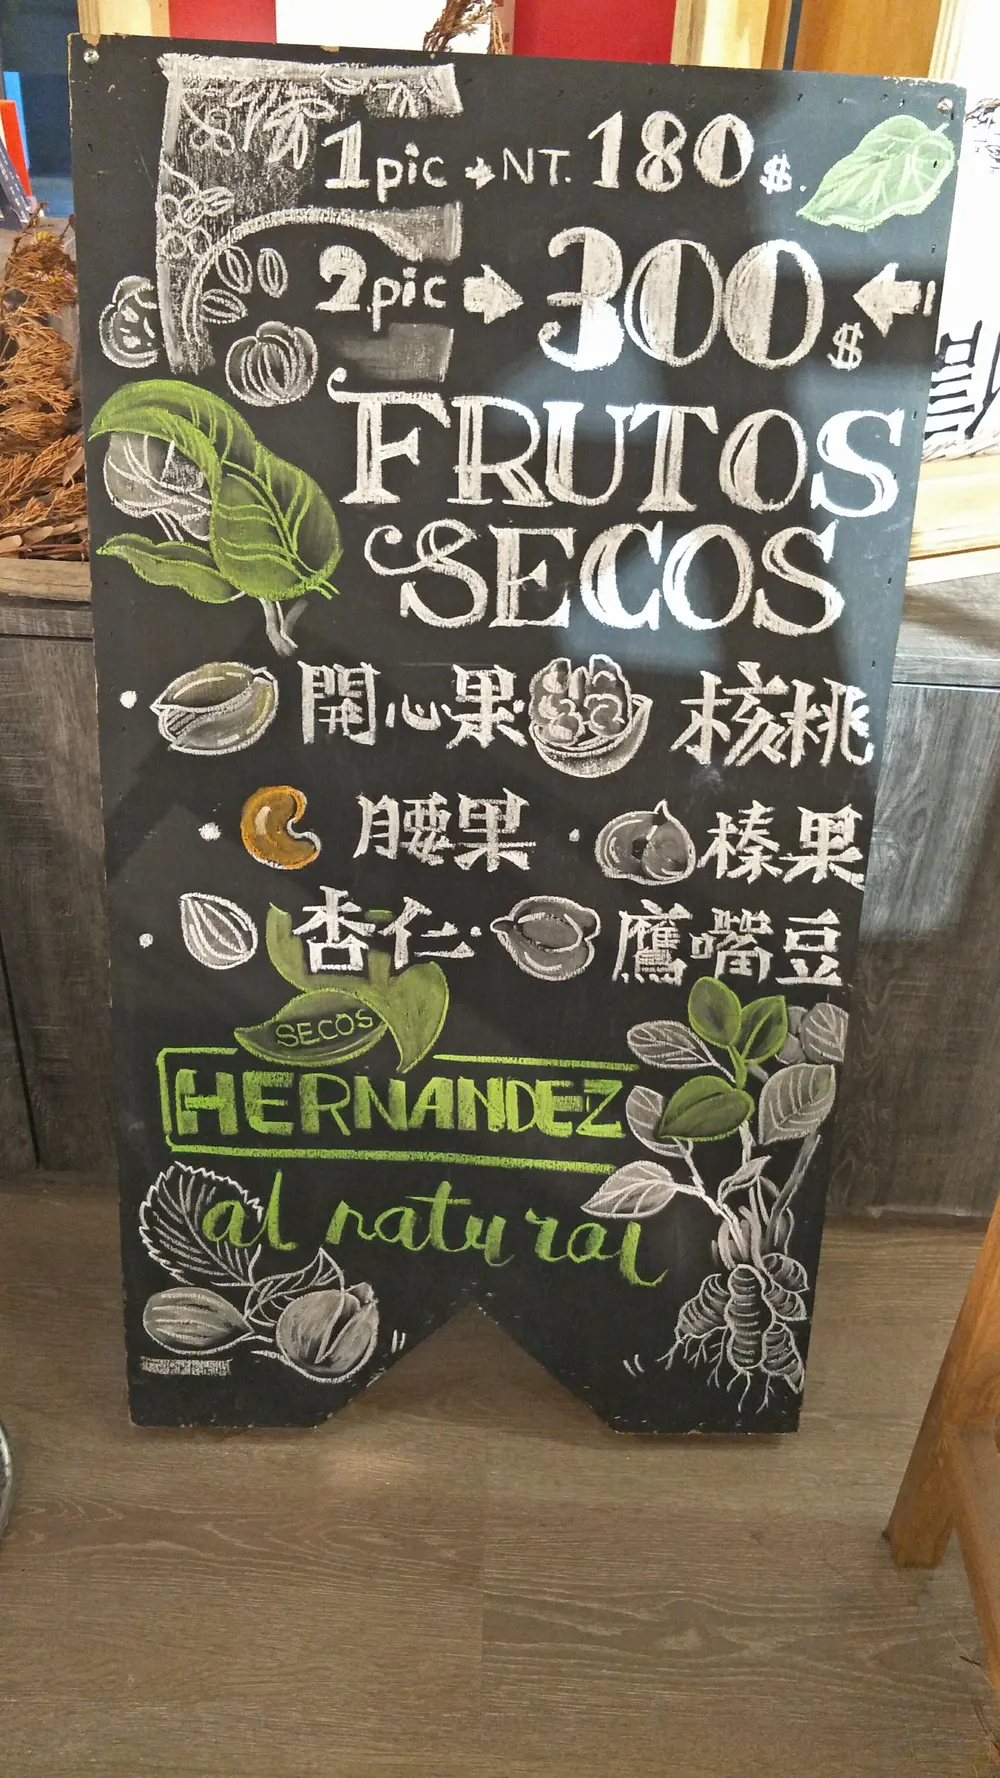 1pic → NT. 180$.
2pic → 300$ ←
FRUTOS
SECOS
· 開心果 · 核桃
· 腰果 · 榛果
· 杏仁 · 鷹嘴豆
SECOS
HERNANDEZ
al natural